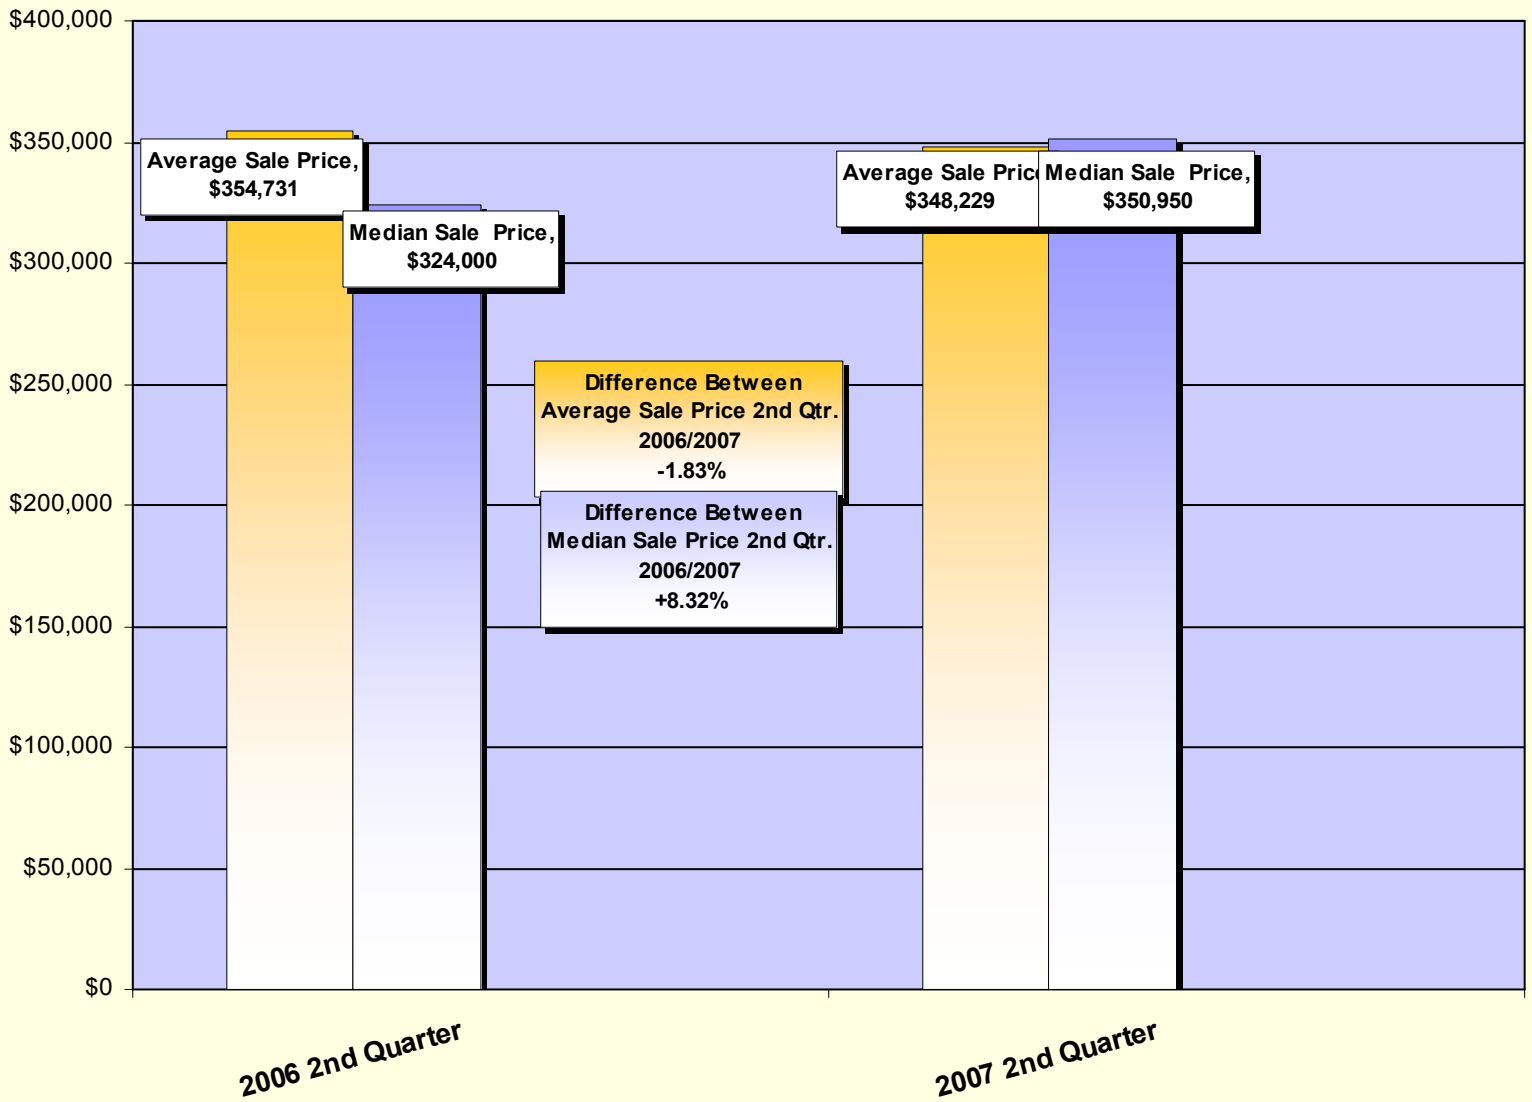 $400,000
$350,000
$300,000
$250,000
$200,000
$150,000
$100,000
$50,000
$0
Average Sale Price,
$354,731
Median Sale Price,
$324,000
Difference Between
Average Sale Price 2nd Qtr.
2006/2007
-1.83%
Difference Between
Median Sale Price 2nd Qtr.
2006/2007
+8.32%
Average Sale Pric
$348,229
Median Sale Price,
$350,950
2006 2nd Quarter
2007 2nd Quarter